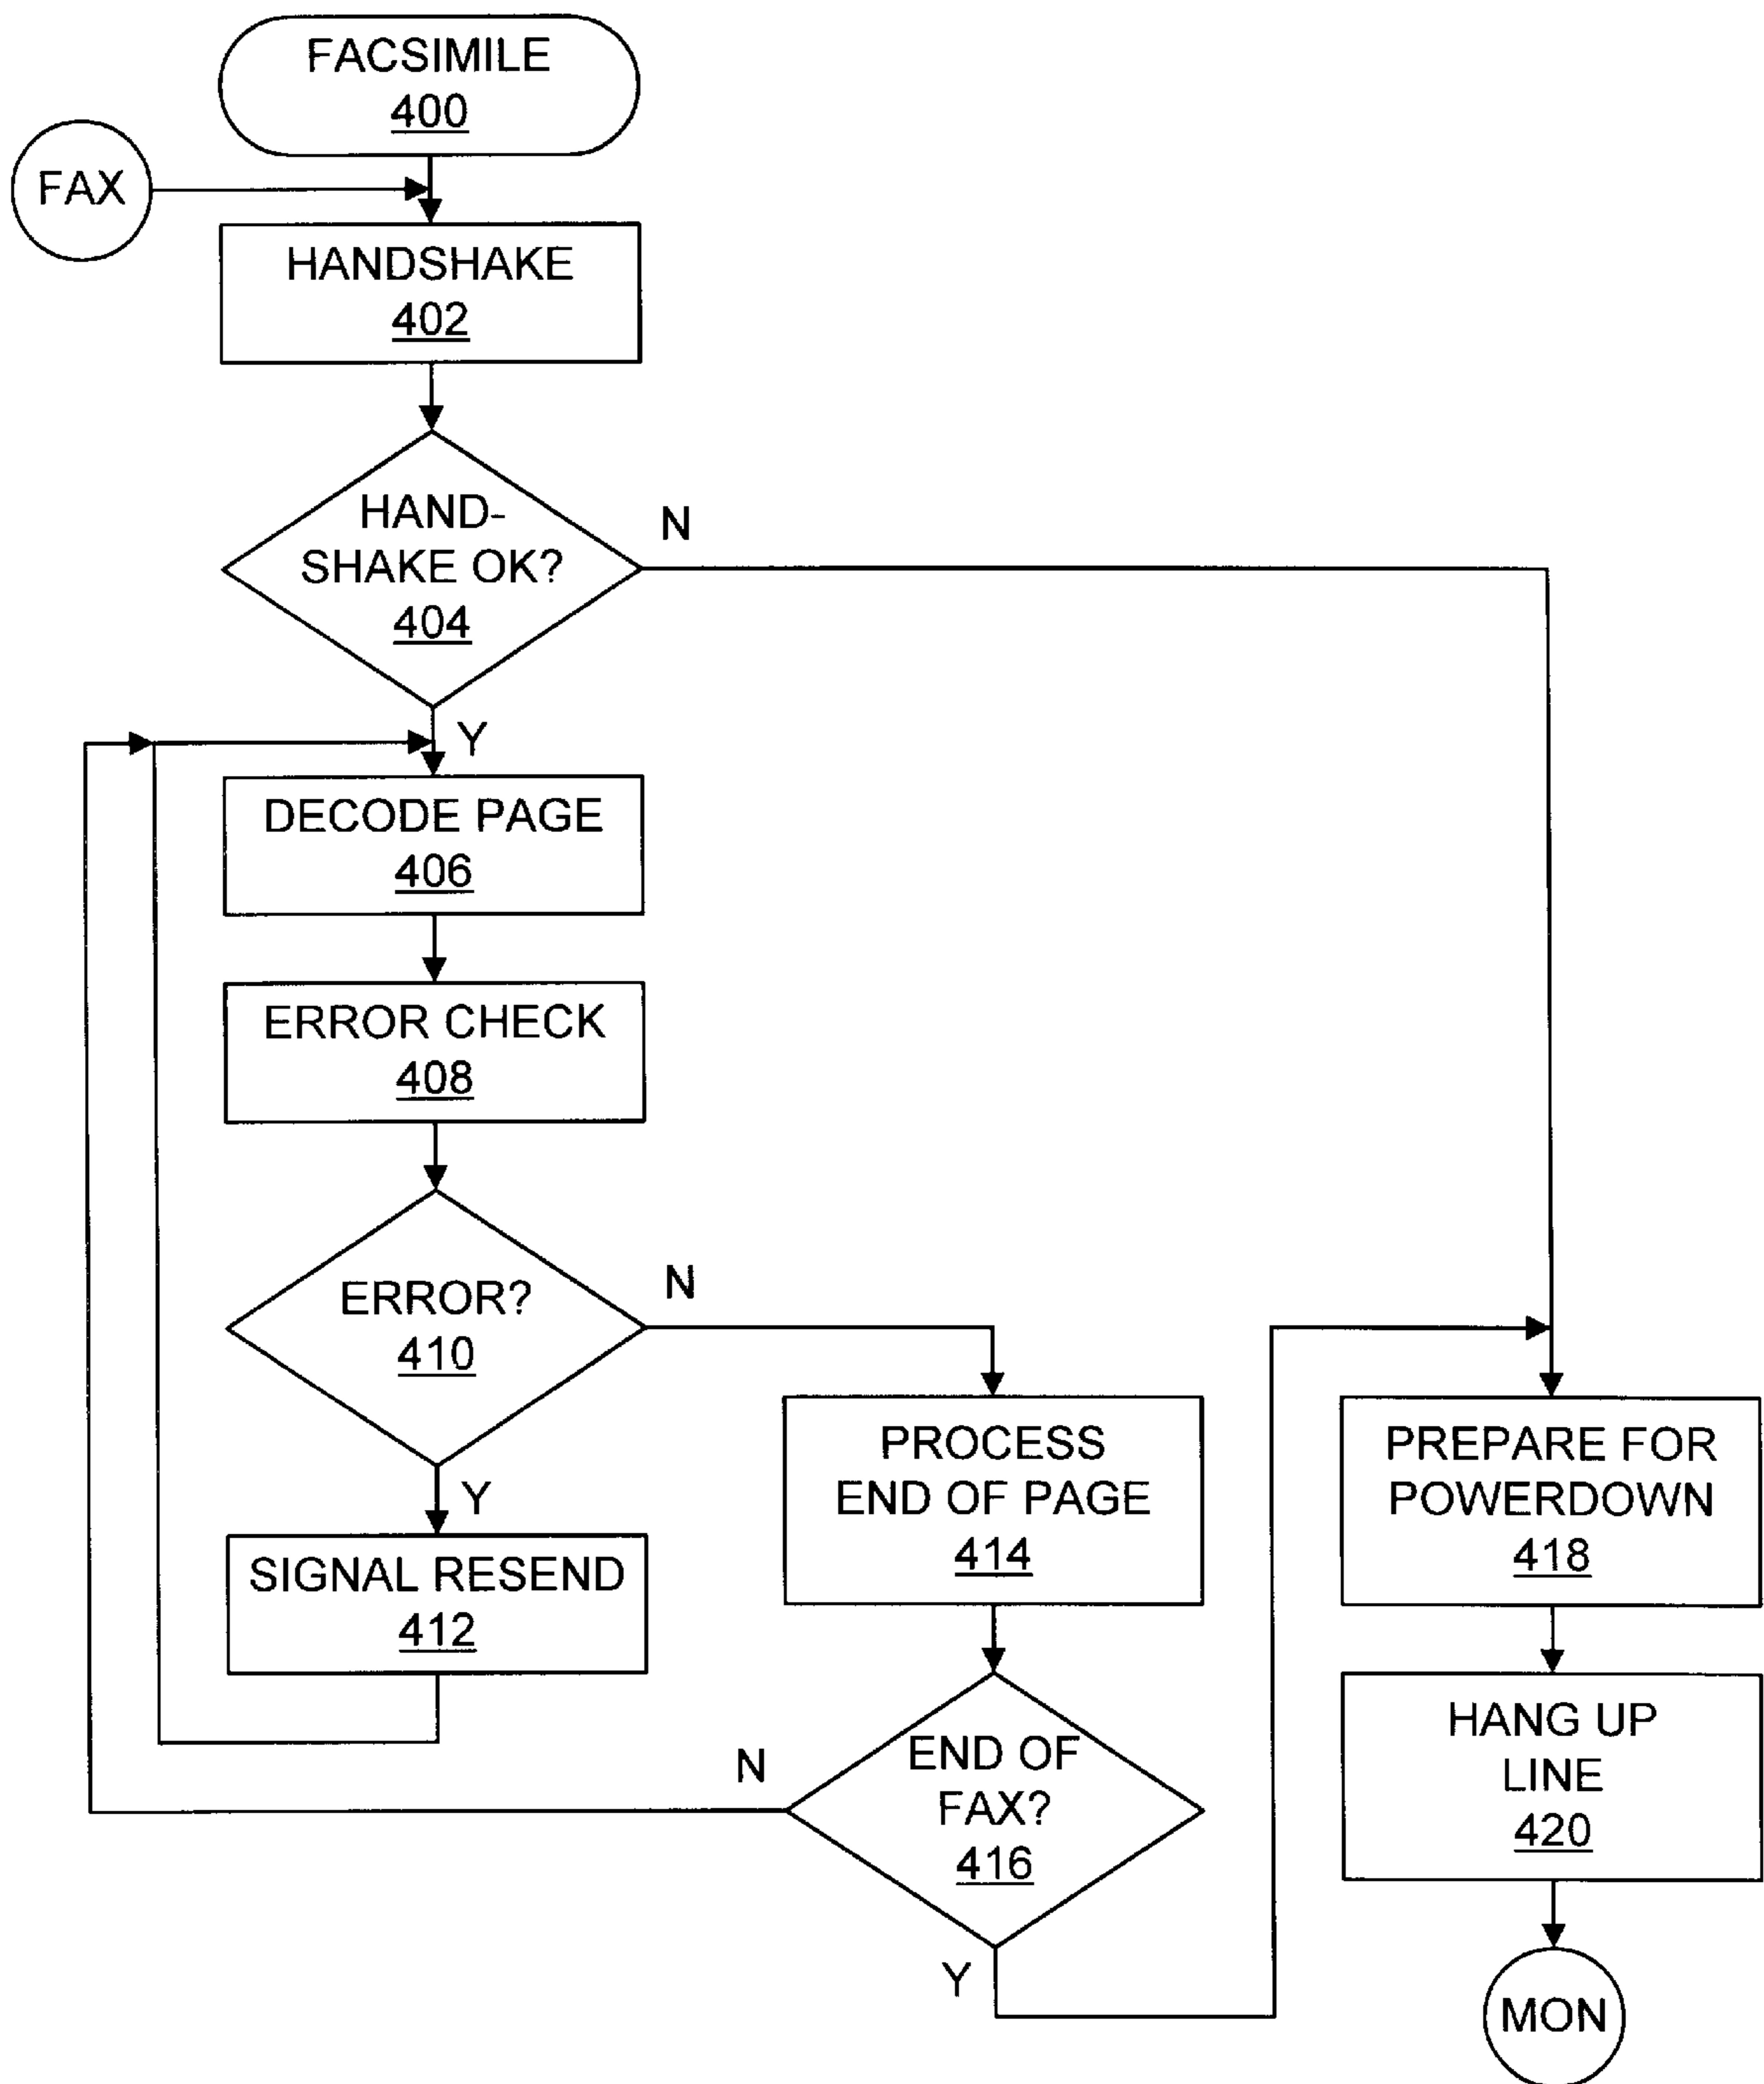 FACSIMILE
400
FAX
HANDSHAKE
402
HAND-
SHAKE OK?
404
N
Y
DECODE PAGE
406
ERROR CHECK
408
ERROR?
410
N
Y
SIGNAL RESEND
412
PROCESS
END OF PAGE
414
END OF
FAX?
416
N
Y
PREPARE FOR
POWERDOWN
418
HANG UP
LINE
420
MON